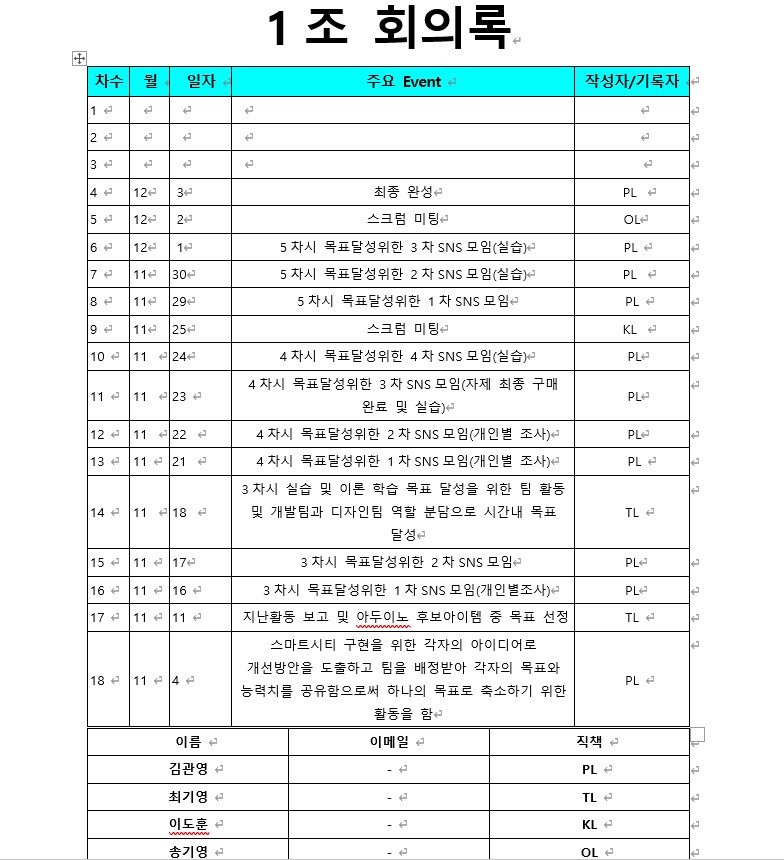 1조 회의록
차수 월 일자 주요 Event 작성자/기록자
1
2
3
4 12 3 최종 완성 PL
5 12 2 스크럼 미팅 OL
6 12 1 5차시 목표달성위한 3차 SNS 모임(실습) PL
7 11 30 5차시 목표달성위한 2차 SNS 모임(실습) PL
8 11 29 5차시 목표달성위한 1차 SNS 모임 PL
9 11 25 스크럼 미팅 KL
10 11 24 4차시 목표달성위한 4차 SNS 모임(실습) PL
11 11 23 4차시 목표달성위한 3차 SNS 모임(자제 최종 구매
완료 및 실습) PL
12 11 22 4차시 목표달성위한 2차 SNS 모임(개인별 조사) PL
13 11 21 4차시 목표달성위한 1차 SNS 모임(개인별 조사) PL
14 11 18 3차시 실습 및 이론 학습 목표 달성을 위한 팀 활동
및 개발팀과 디자인팀 역할 분담으로 시간내 목표
달성 TL
15 11 17 3차시 목표달성위한 2차 SNS 모임 PL
16 11 16 3차시 목표달성위한 1차 SNS 모임(개인별조사) PL
17 11 11 지난활동 보고 및 아두이노 후보아이템 중 목표 선정 TL
18 11 4 스마트시티 구현을 위한 각자의 아이디어로
개선방안을 도출하고 팀을 배정받아 각자의 목표와
능력치를 공유함으로써 하나의 목표로 축소하기 위한
활동을 함 PL
이름 이메일 직책
김관영 - PL
최기영 - TL
이도훈 - KL
송기영 - OL